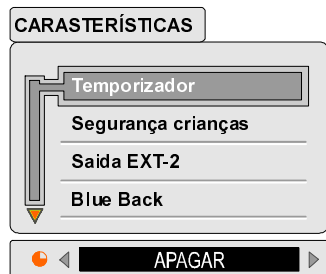 CARASTERÍSTICAS
Temporizador
Segurança crianças
Saida EXT-2
Blue Back
APAGAR